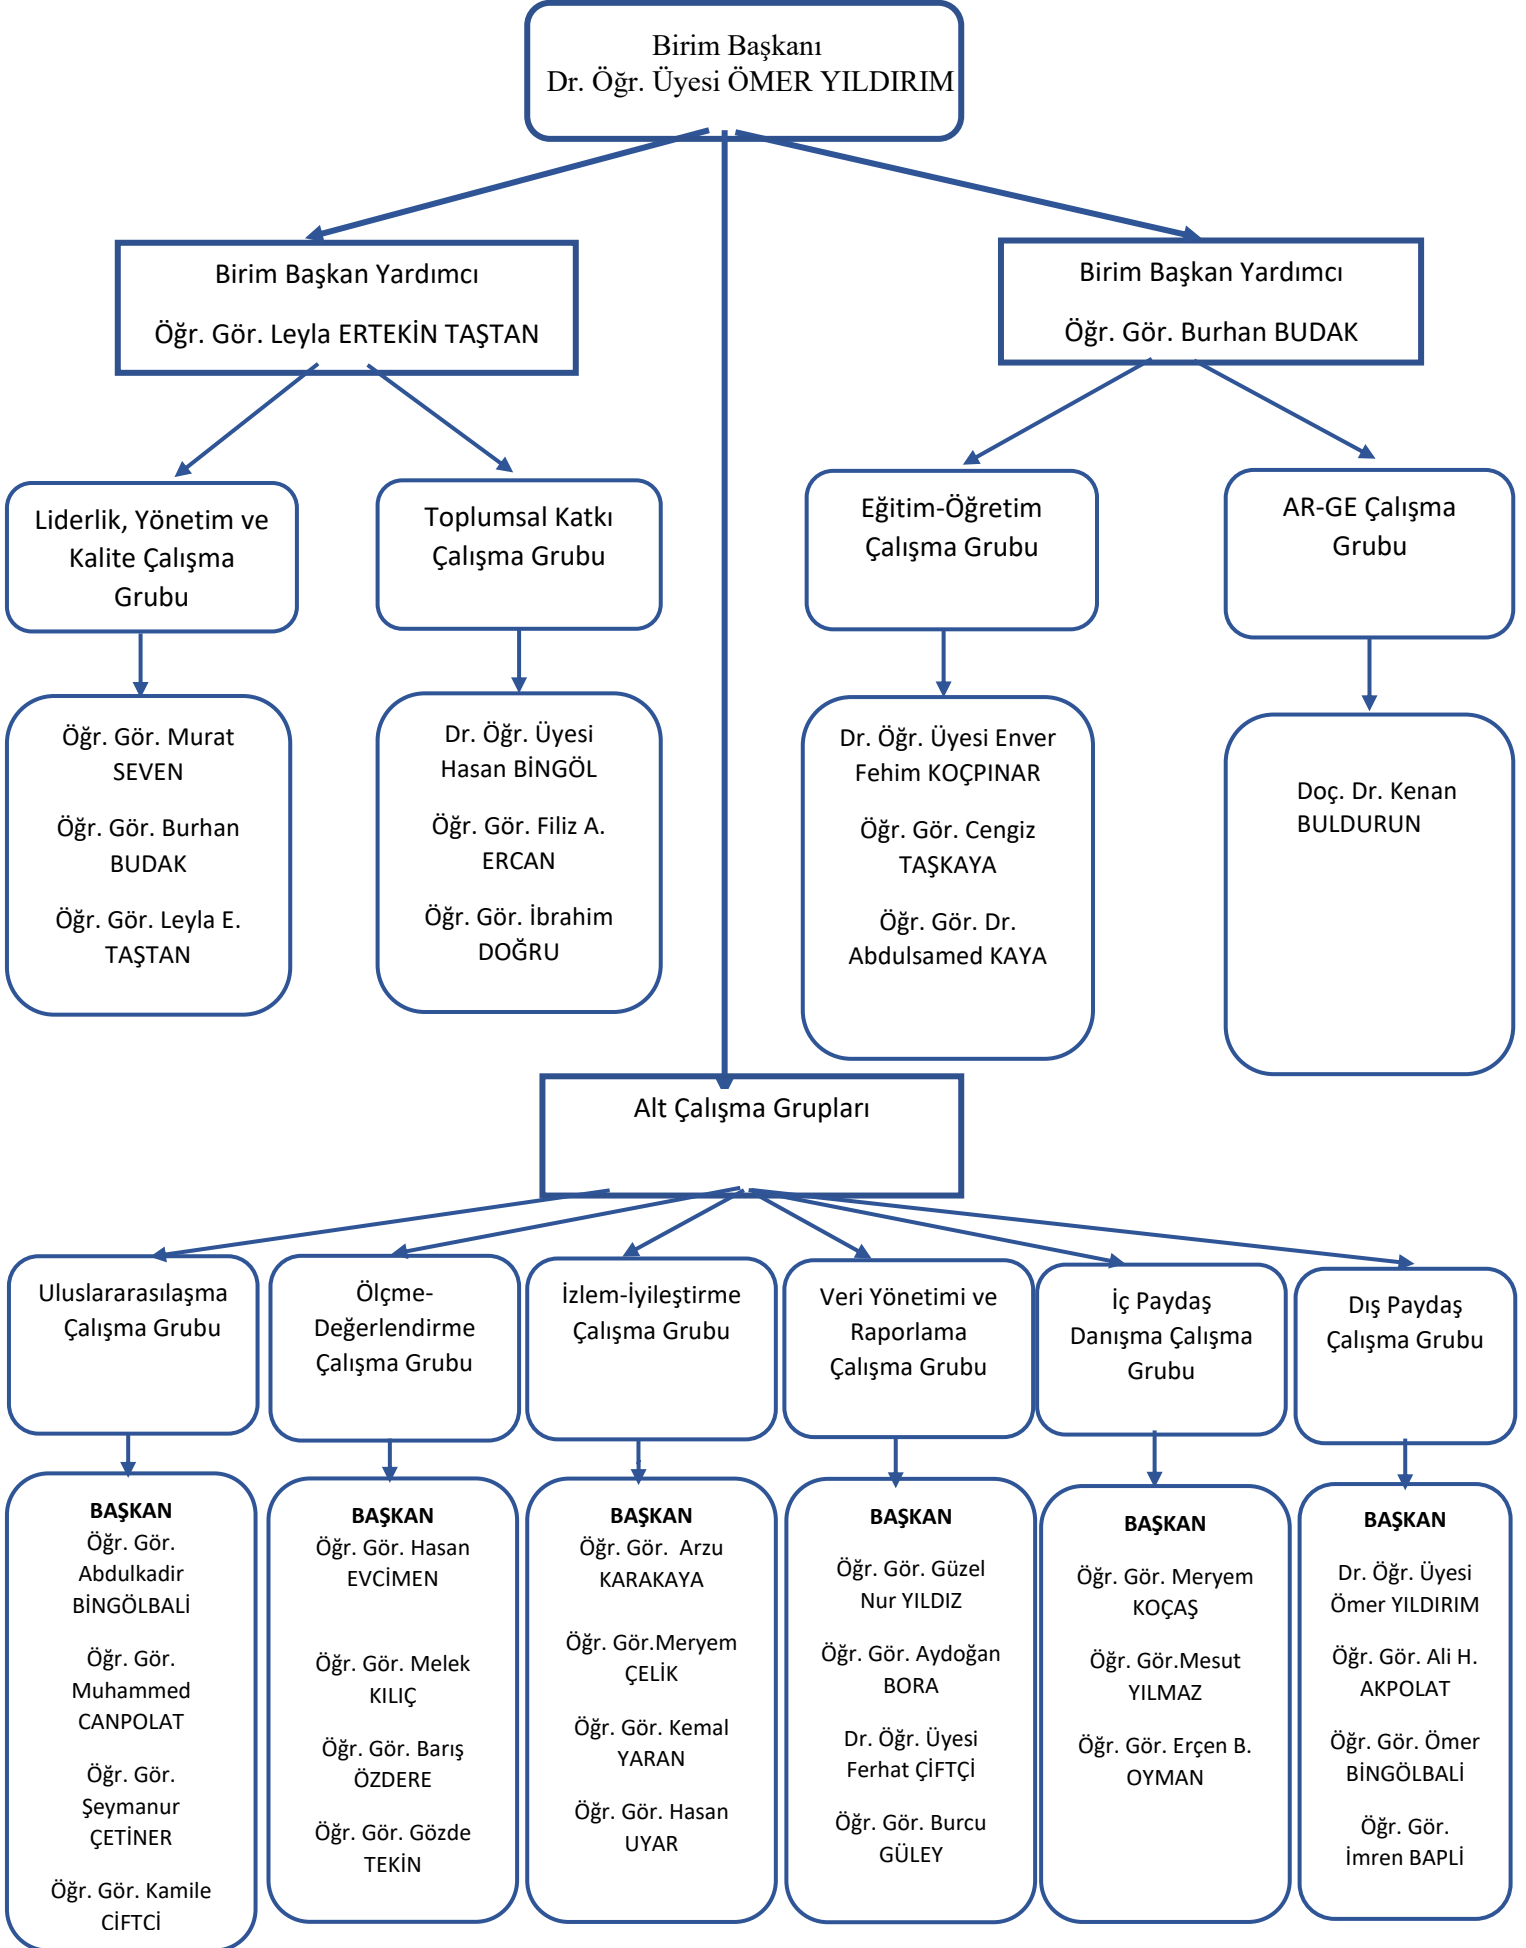 Birim Başkanı
Dr. Öğr. Üyesi ÖMER YILDIRIM
Birim Başkan Yardımcı
Öğr. Gör. Leyla ERTEKİN TAŞTAN
Birim Başkan Yardımcı
Öğr. Gör. Burhan BUDAK
Liderlik, Yönetim ve
Kalite Çalışma
Grubu
Toplumsal Katkı
Çalışma Grubu
Eğitim-Öğretim
Çalışma Grubu
AR-GE Çalışma
Grubu
Öğr. Gör. Murat
SEVEN
Öğr. Gör. Burhan
BUDAK
Öğr. Gör. Leyla E.
TAŞTAN
Dr. Öğr. Üyesi
Hasan BİNGÖL
Öğr. Gör. Filiz A.
ERCAN
Öğr. Gör. İbrahim
DOĞRU
Dr. Öğr. Üyesi Enver
Fehim KOÇPINAR
Öğr. Gör. Cengiz
TAŞKAYA
Öğr. Gör. Dr.
Abdulsamed KAYA
Doç. Dr. Kenan
BULDURUN
Alt Çalışma Grupları
Uluslararasılaşma
Çalışma Grubu
Ölçme-
Değerlendirme
Çalışma Grubu
İzlem-İyileştirme
Çalışma Grubu
Veri Yönetimi ve
Raporlama
Çalışma Grubu
İç Paydaş
Danışma Çalışma
Grubu
Dış Paydaş
Çalışma Grubu
BAŞKAN
Öğr. Gör.
Abdulkadir
BİNGÖLBALİ
Öğr. Gör.
Muhammed
CANPOLAT
Öğr. Gör.
Şeymanur
ÇETİNER
Öğr. Gör. Kamile
CİFTCİ
BAŞKAN
Öğr. Gör. Hasan
EVCİMEN
Öğr. Gör. Melek
KILIÇ
Öğr. Gör. Barış
ÖZDERE
Öğr. Gör. Gözde
TEKİN
BAŞKAN
Öğr. Gör.  Arzu
KARAKAYA
Öğr. Gör.Meryem
ÇELİK
Öğr. Gör. Kemal
YARAN
Öğr. Gör. Hasan
UYAR
BAŞKAN
Öğr. Gör. Güzel
Nur YILDIZ
Öğr. Gör. Aydoğan
BORA
Dr. Öğr. Üyesi
Ferhat ÇİFTÇİ
Öğr. Gör. Burcu
GÜLEY
BAŞKAN
Öğr. Gör. Meryem
KOÇAŞ
Öğr. Gör.Mesut
YILMAZ
Öğr. Gör. Erçen B.
OYMAN
BAŞKAN
Dr. Öğr. Üyesi
Ömer YILDIRIM
Öğr. Gör. Ali H.
AKPOLAT
Öğr. Gör. Ömer
BİNGÖLBALİ
Öğr. Gör.
İmren BAPLİ